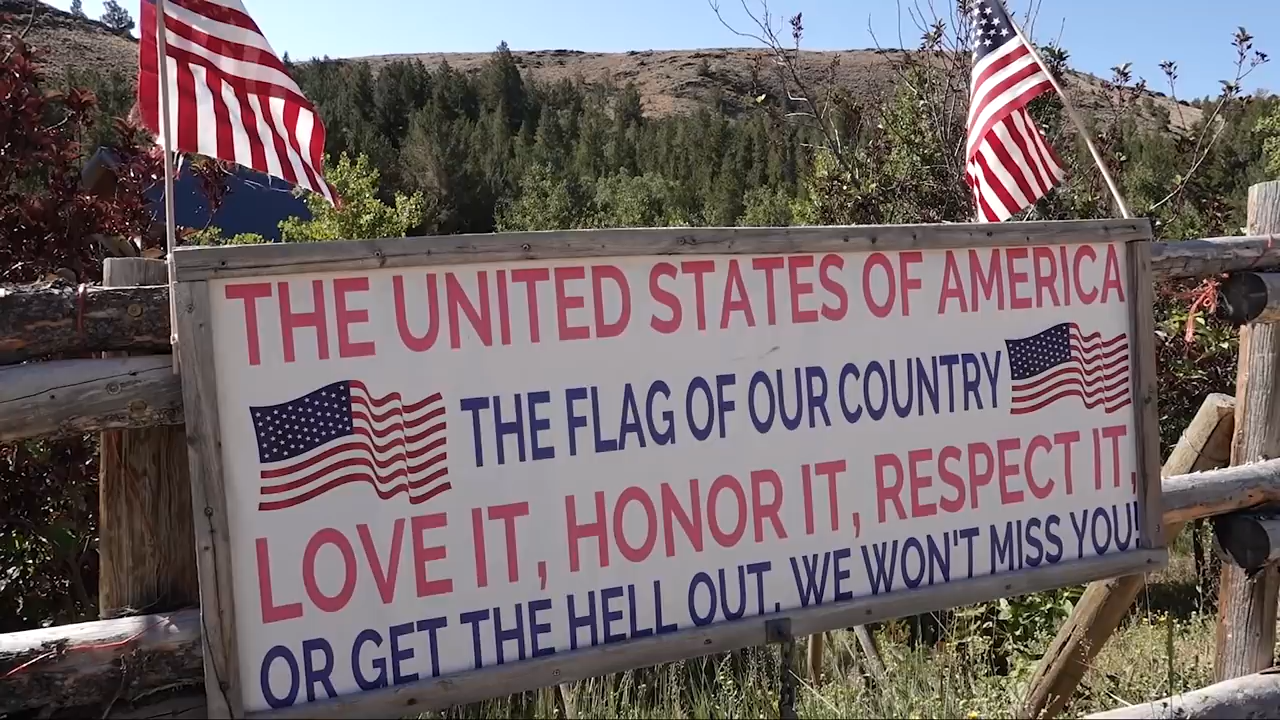 THE UNITED STATES OF AMERICA
THE FLAG OF OUR COUNTRY
LOVE IT, HONOR IT, RESPECT IT,
OR GET THE HELL OUT. WE WON'T MISS YOU!